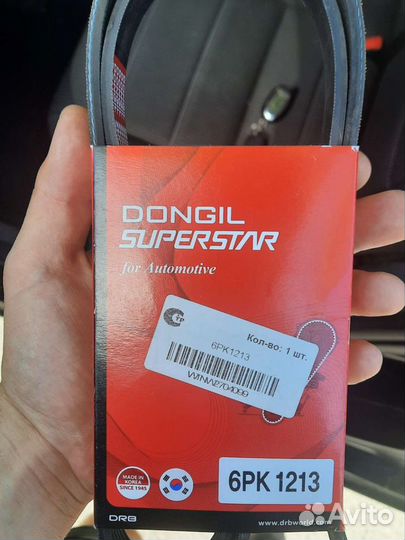 DONGIL
SUPERSTAR
for Automotive
Кол-во: 1 шт.
6PK1213
MADE IN
KOREA
SINCE 1945
6PK 1213
DRB
www.drbworld.com
Avito